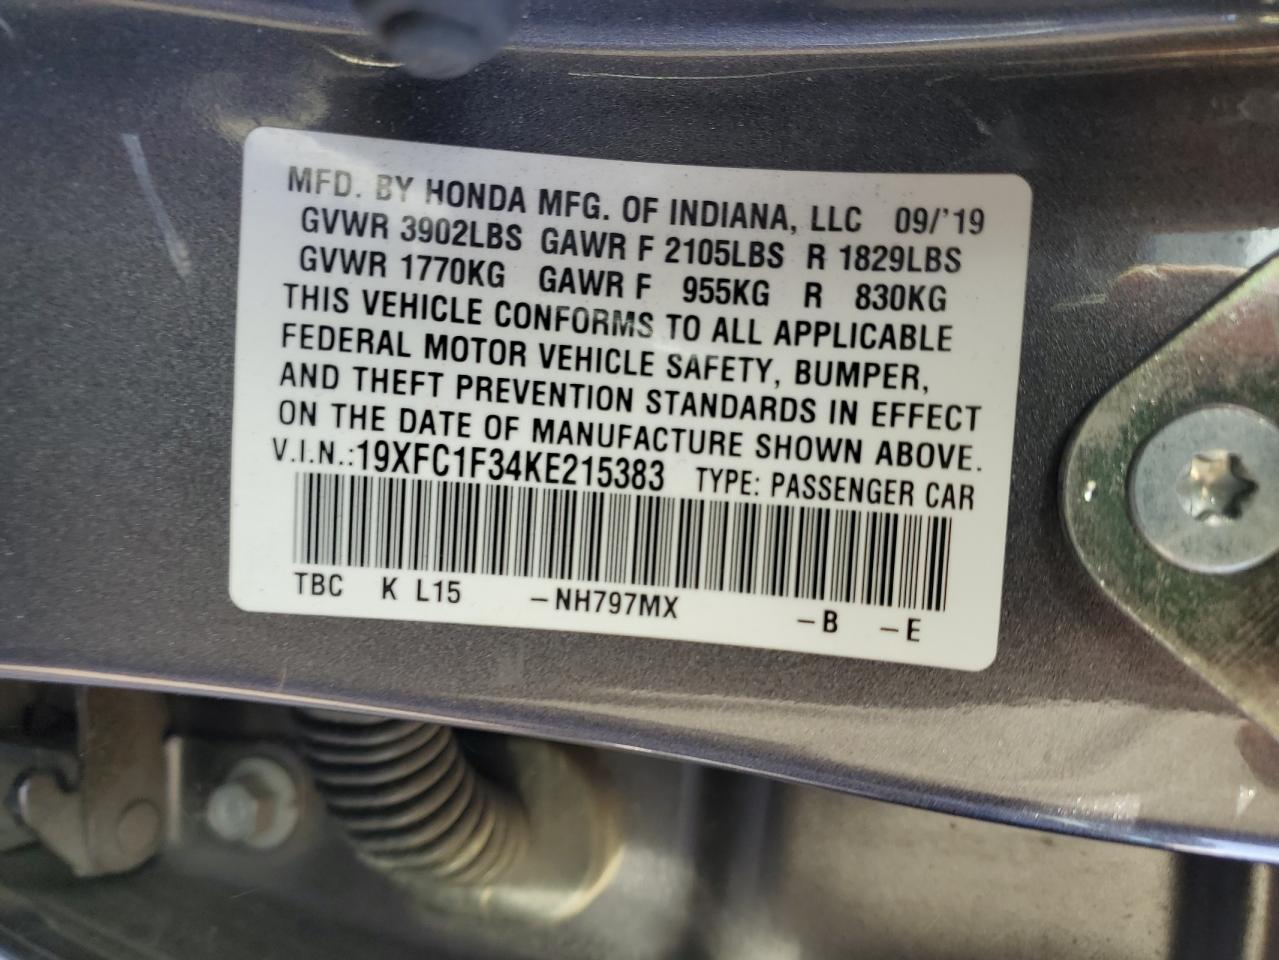 MFD. BY HONDA MFG. OF INDIANA, LLC 09/'19
GVWR 3902LBS GAWR F 2105LBS R 1829LBS
GVWR 1770KG GAWR F 955KG R 830KG
THIS VEHICLE CONFORMS TO ALL APPLICABLE
FEDERAL MOTOR VEHICLE SAFETY, BUMPER,
AND THEFT PREVENTION STANDARDS IN EFFECT
ON THE DATE OF MANUFACTURE SHOWN ABOVE.
V.I.N.:19XFC1F34KE215383 TYPE: PASSENGER CAR
TBC K L15 -NH797MX -B -E